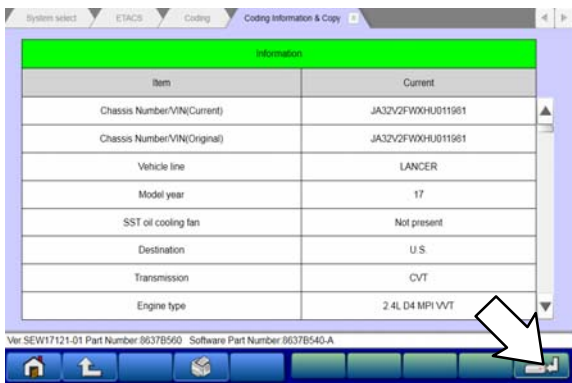 System select ETACS Coding Coding Information & Copy
Information
Item Current
Chassis Number/VIN(Current) JA32V2FWXHU011981
Chassis Number/VIN(Original) JA32V2FWXHU011981
Vehicle line LANCER
Model year 17
SST oil cooling fan Not present
Destination U.S.
Transmission CVT
Engine type 2.4L D4 MPI VVT
Ver.SEW17121-01 Part Number:8637B560 Software Part Number:8637B540-A